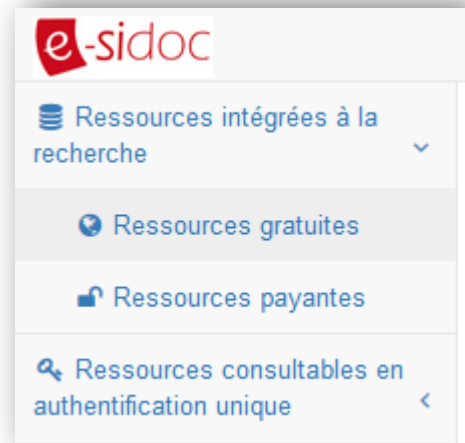 e-sidoc
Ressources intégrées à la
recherche
Ressources gratuites
Ressources payantes
Ressources consultables en
authentification unique